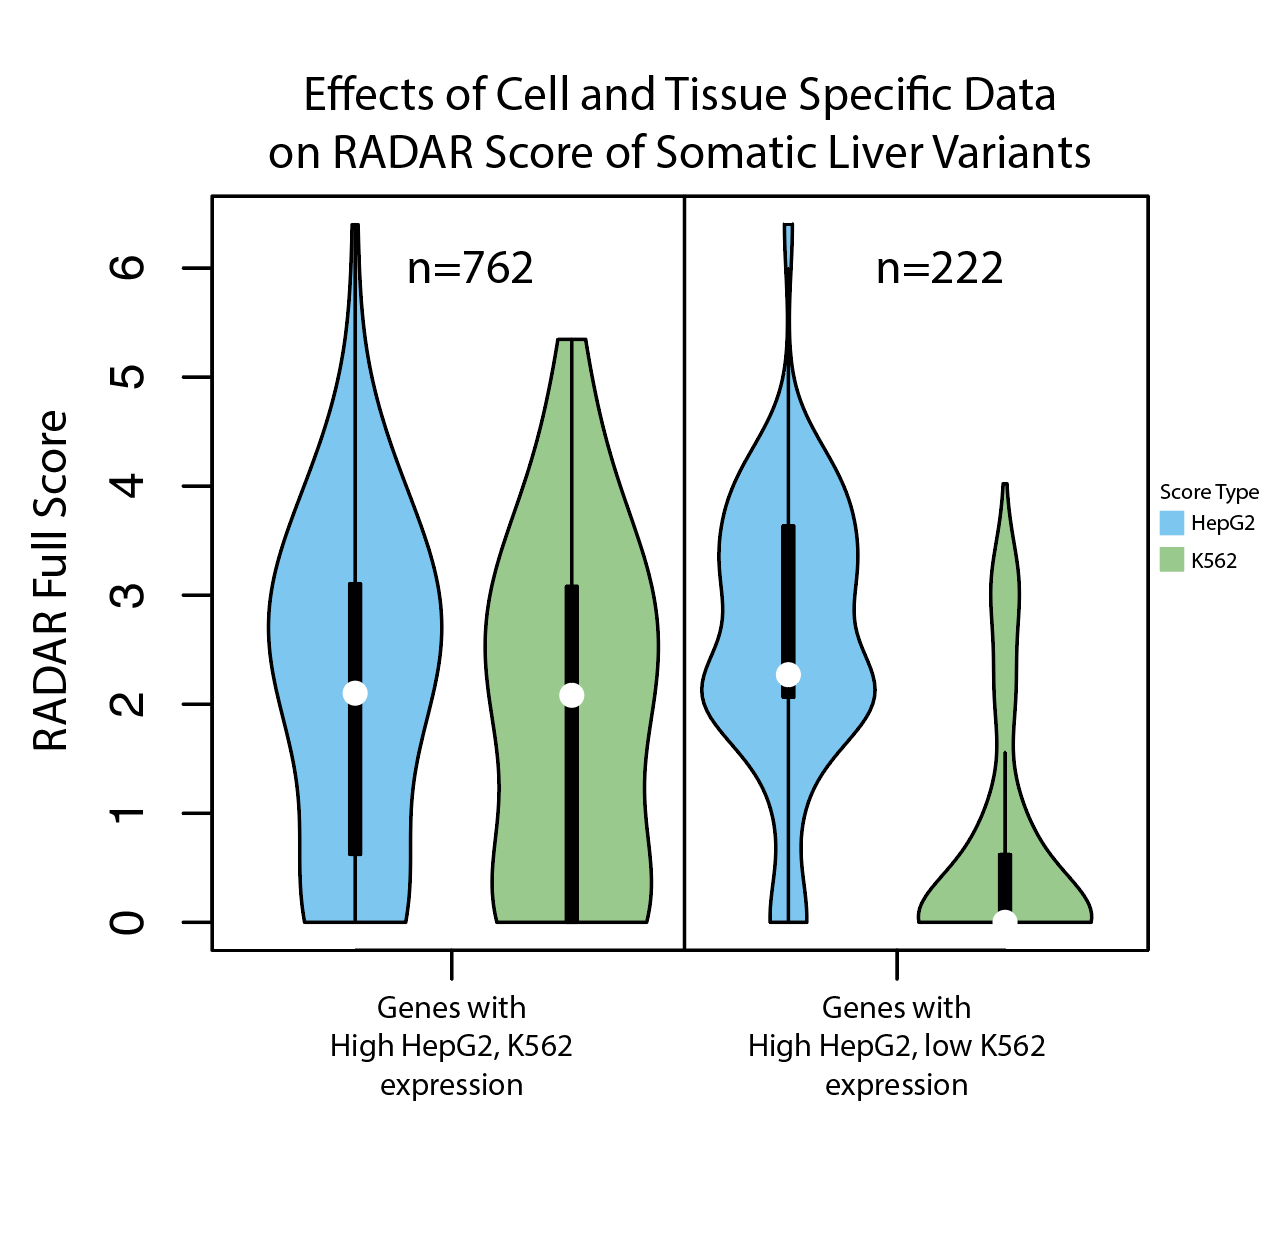 Effects of Cell and Tissue Specific Data
on RADAR Score of Somatic Liver Variants
n=762
n=222
RADAR Full Score
6
5
4
3
2
1
0
Score Type
HepG2
K562
Genes with
High HepG2, K562
expression
Genes with
High HepG2, low K562
expression